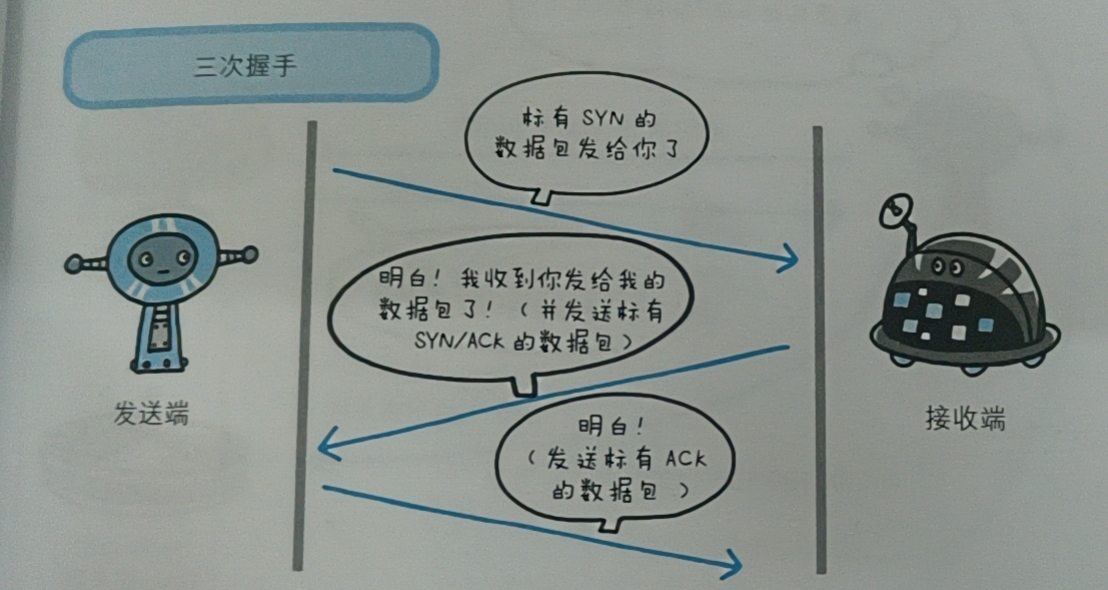 三次握手
标有 SYN 的
数据包发给你了
明白！我收到你发给我的
数据包了！（并发送标有
SYN/ACK 的数据包）
发送端
接收端
明白！
（发送标有 ACK
的数据包）